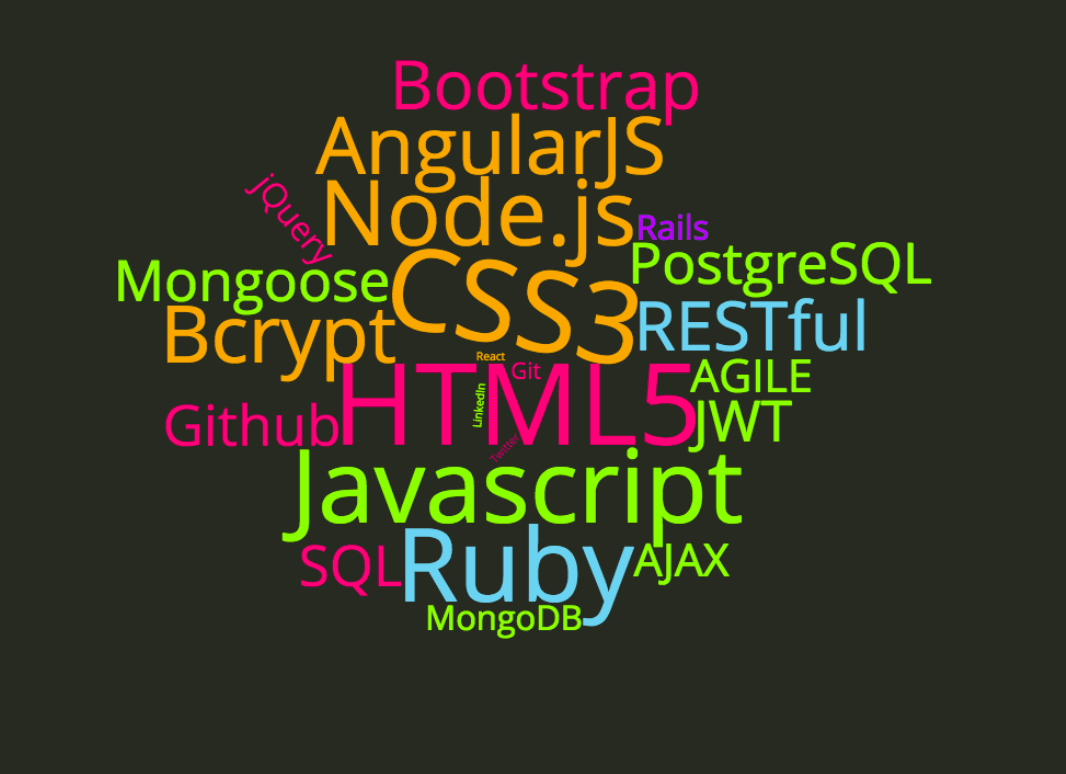 Bootstrap
AngularJS
jQuery
Node.js
Rails
PostgreSQL
Mongoose
CSS3
Bcrypt
RESTful
React
Git
AGILE
LinkedIn
HTML5
Github
JWT
Twitter
Javascript
SQL
Ruby
AJAX
MongoDB